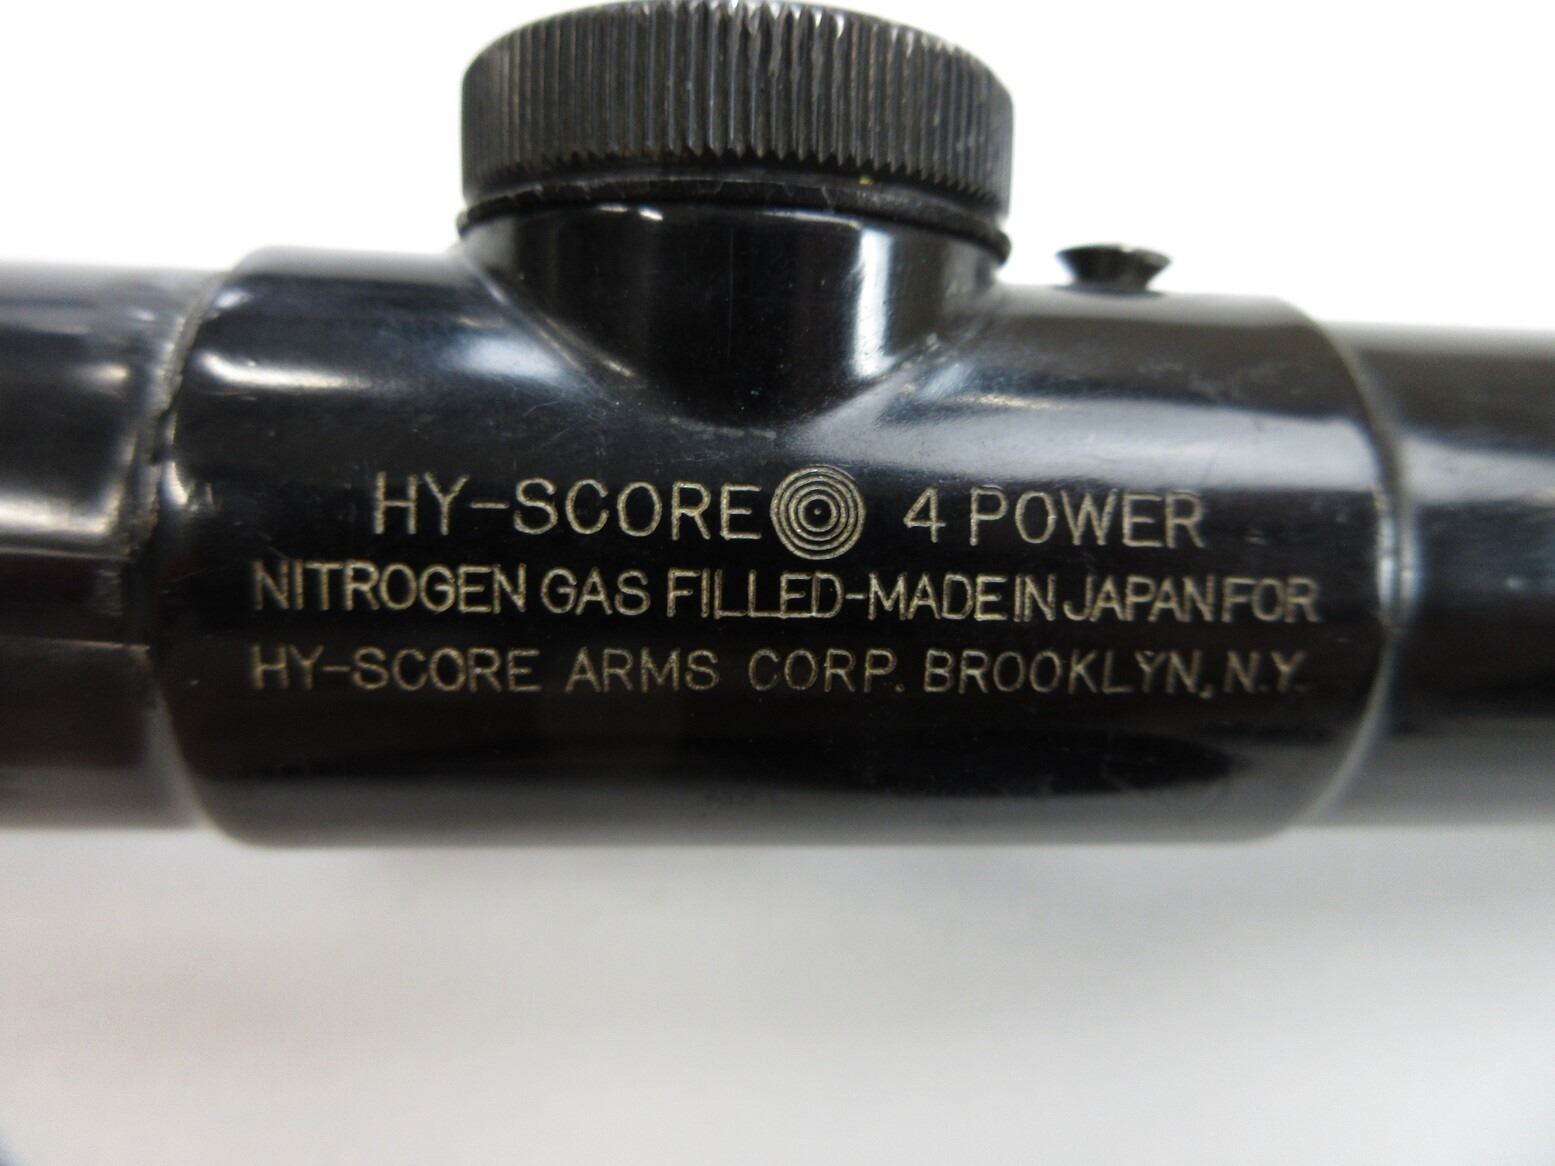 HY-SCORE 4 POWER
NITROGEN GAS FILLED-MADE IN JAPAN FOR
HY-SCORE ARMS CORP. BROOKLYN, N.Y.